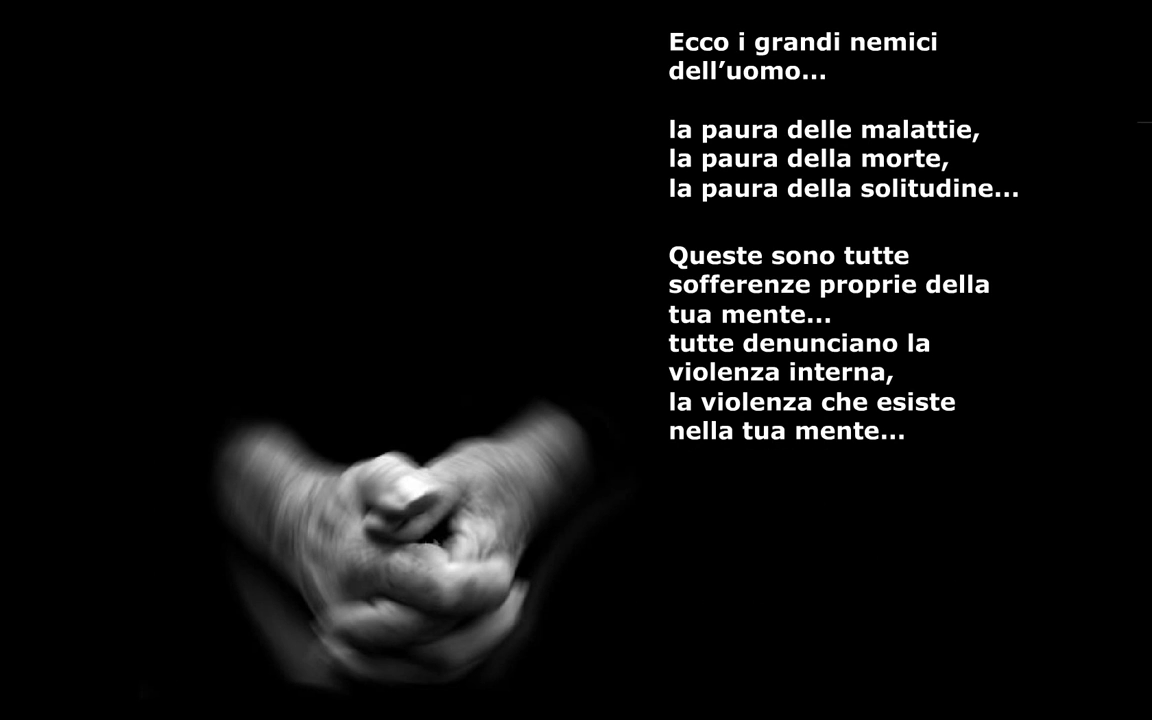 Ecco i grandi nemici
dell’uomo...
la paura delle malattie,
la paura della morte,
la paura della solitudine...
Queste sono tutte
sofferenze proprie della
tua mente...
tutte denunciano la
violenza interna,
la violenza che esiste
nella tua mente...